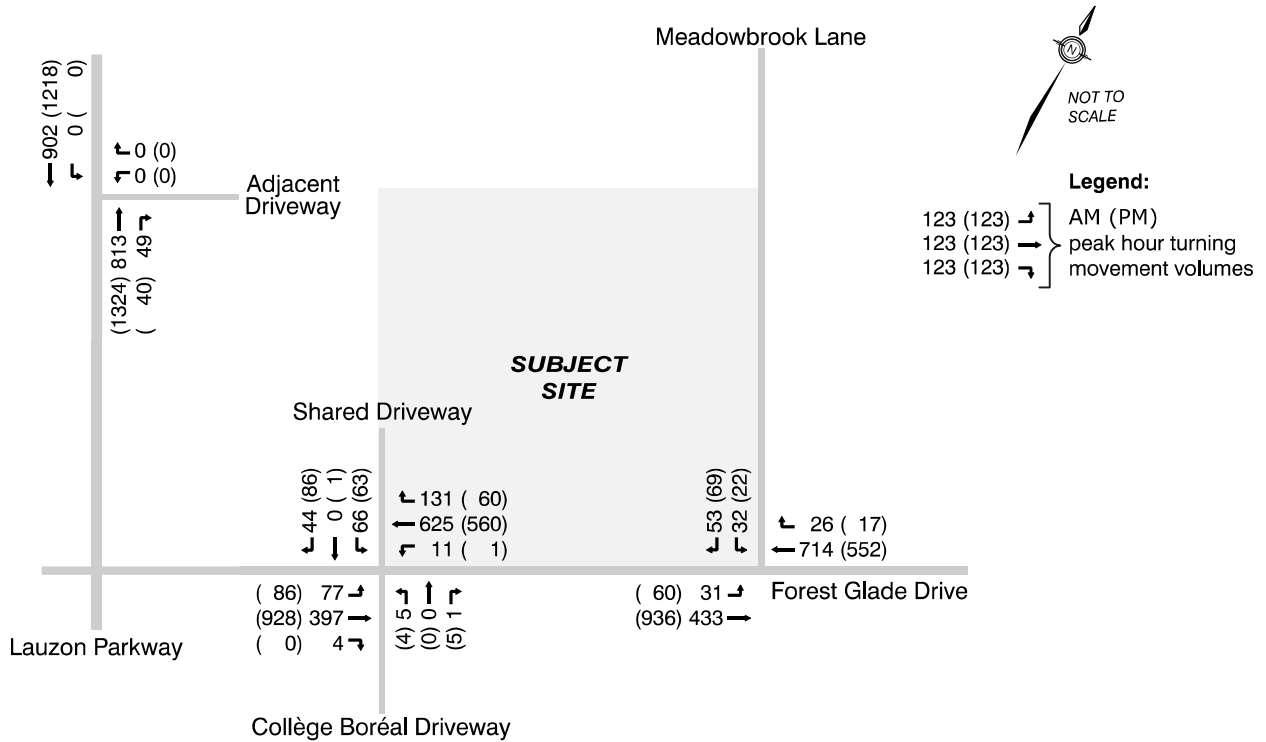 Meadowbrook Lane
N
NOT TO
SCALE
902 (1218)
0 ( 0)
0 (0)
0 (0)
Adjacent
Driveway
(1324) 813
( 40) 49
Legend:
123 (123)
123 (123)
123 (123)
AM (PM)
peak hour turning
movement volumes
SUBJECT
SITE
Shared Driveway
44 (86)
0 ( 1)
66 (63)
131 ( 60)
625 (560)
11 ( 1)
53 (69)
32 (22)
26 ( 17)
714 (552)
( 86) 77
(928) 397
( 0) 4
(4) 5
(0) 0
(5) 1
( 60) 31
(936) 433
Forest Glade Drive
Lauzon Parkway
Collège Boréal Driveway